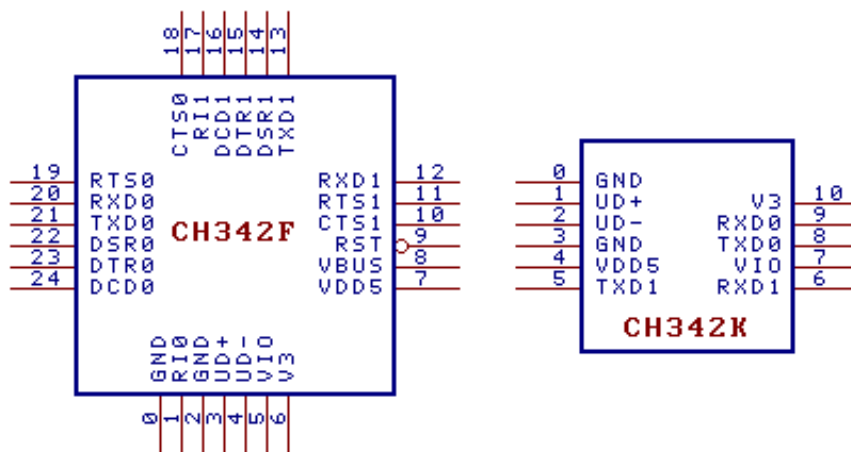 18 17 16 15 14 13
CTS0 RI1 DCD1 DTR1 DSR1 TXD1
19 RTS0 RXD1 12
20 RXD0 RTS1 11
21 TXD0 CTS1 10
22 DSR0 RST 9
23 DTR0 VBUS 8
24 DCD0 VDD5 7
CH342F
GND RI0 GND UD+ UD- VIO V3
0 1 2 3 4 5 6
0 GND
1 UD+ V3 10
2 UD- RXD0 9
3 GND TXD0 8
4 VDD5 VIO 7
5 TXD1 RXD1 6
CH342K